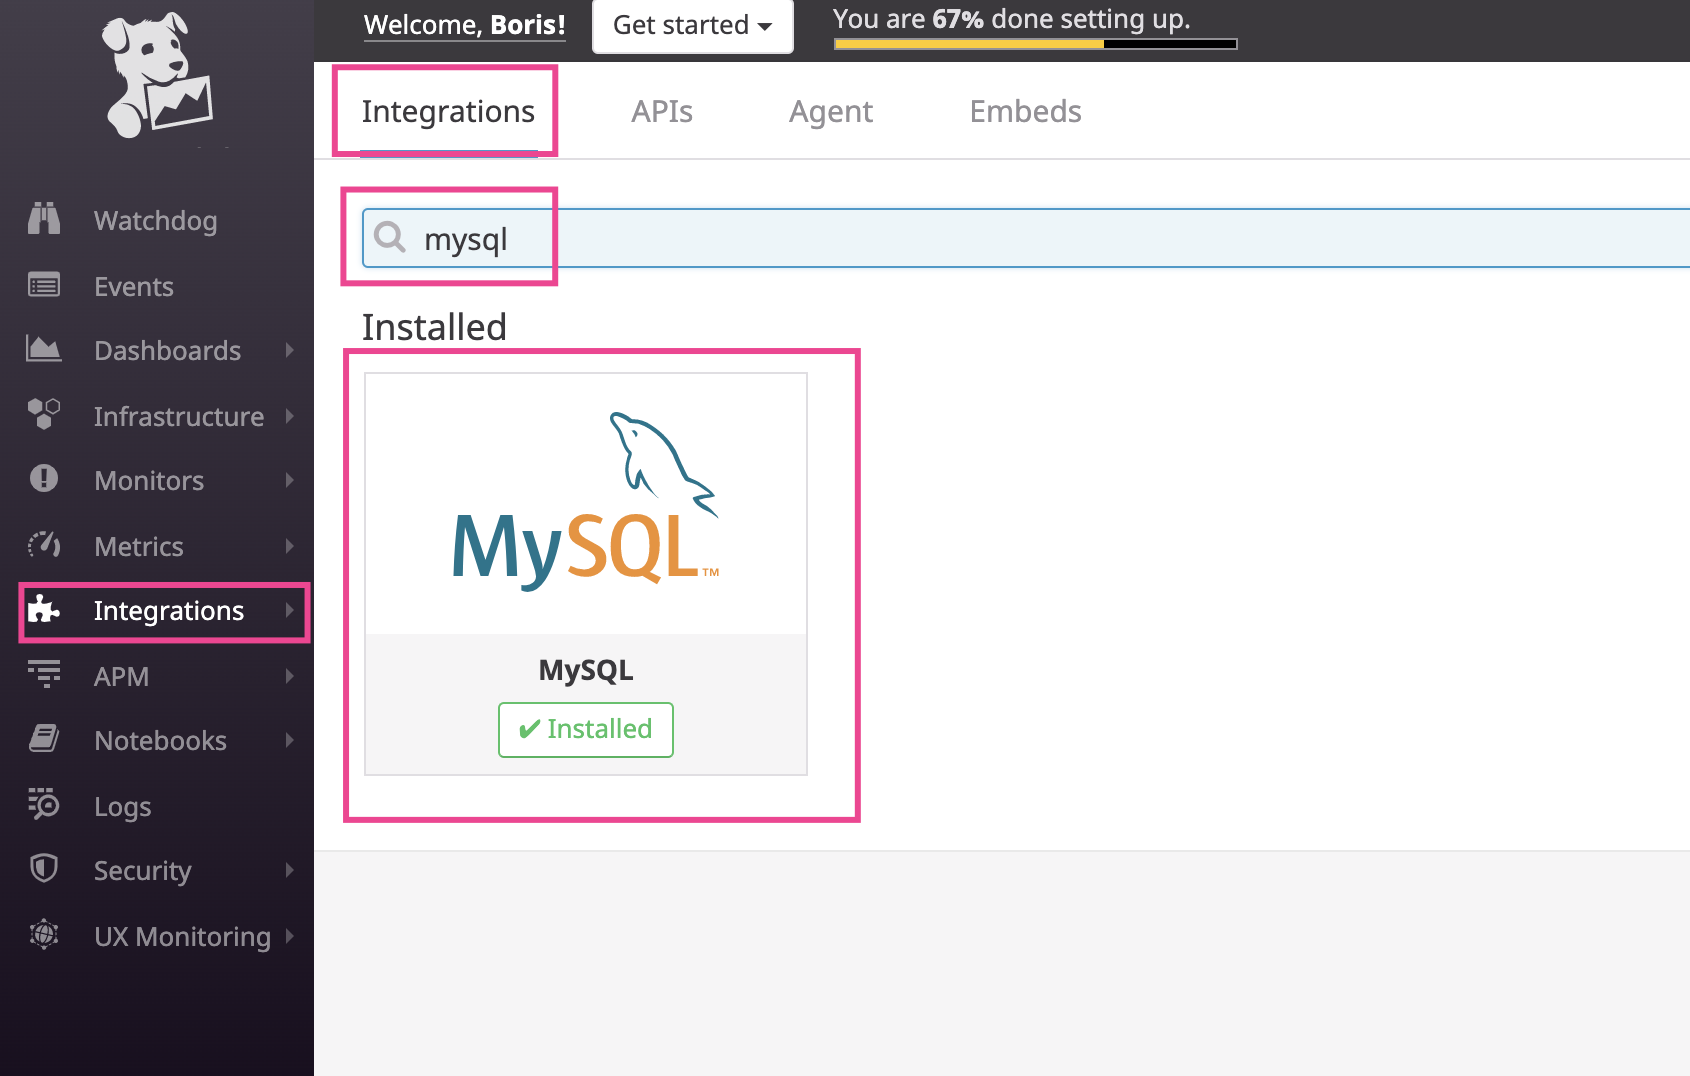 Welcome, Boris!
Get started
You are 67% done setting up.
Integrations
APIs
Agent
Embeds
mysql
Installed
MySQL™
MySQL
✔ Installed
Watchdog
Events
Dashboards
Infrastructure
Monitors
Metrics
Integrations
APM
Notebooks
Logs
Security
UX Monitoring